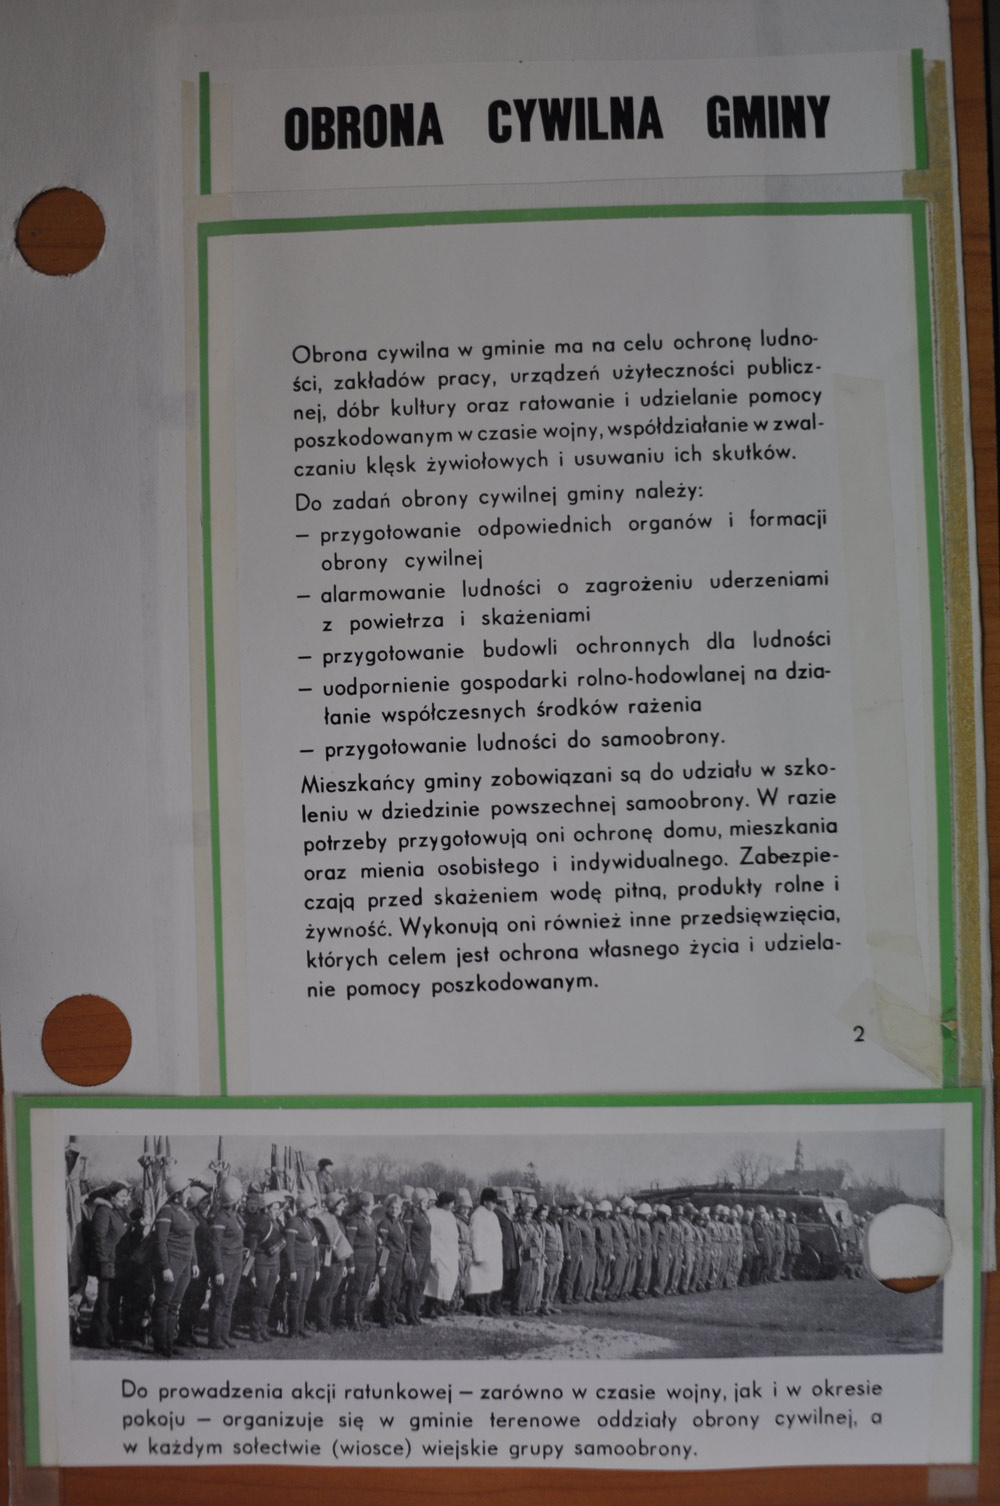 OBRONA CYWILNA GMINY
Obrona cywilna w gminie ma na celu ochronę ludno-
ści, zakładów pracy, urządzeń użyteczności publicz-
nej, dóbr kultury oraz ratowanie i udzielanie pomocy
poszkodowanym w czasie wojny, współdziałanie w zwal-
czaniu klęsk żywiołowych i usuwaniu ich skutków.
Do zadań obrony cywilnej gminy należy:
– przygotowanie odpowiednich organów i formacji
obrony cywilnej
– alarmowanie ludności o zagrożeniu uderzeniami
z powietrza i skażeniami
– przygotowanie budowli ochronnych dla ludności
– uodpornienie gospodarki rolno-hodowlanej na dzia-
łanie współczesnych środków rażenia
– przygotowanie ludności do samoobrony.
Mieszkańcy gminy zobowiązani są do udziału w szko-
leniu w dziedzinie powszechnej samoobrony. W razie
potrzeby przygotowują oni ochronę domu, mieszkania
oraz mienia osobistego i indywidualnego. Zabezpie-
czają przed skażeniem wodę pitną, produkty rolne i
żywność. Wykonują oni również inne przedsięwzięcia,
których celem jest ochrona własnego życia i udziela-
nie pomocy poszkodowanym.
2
Do prowadzenia akcji ratunkowej – zarówno w czasie wojny, jak i w okresie
pokoju – organizuje się w gminie terenowe oddziały obrony cywilnej, a
w każdym sołectwie (wiosce) wiejskie grupy samoobrony.